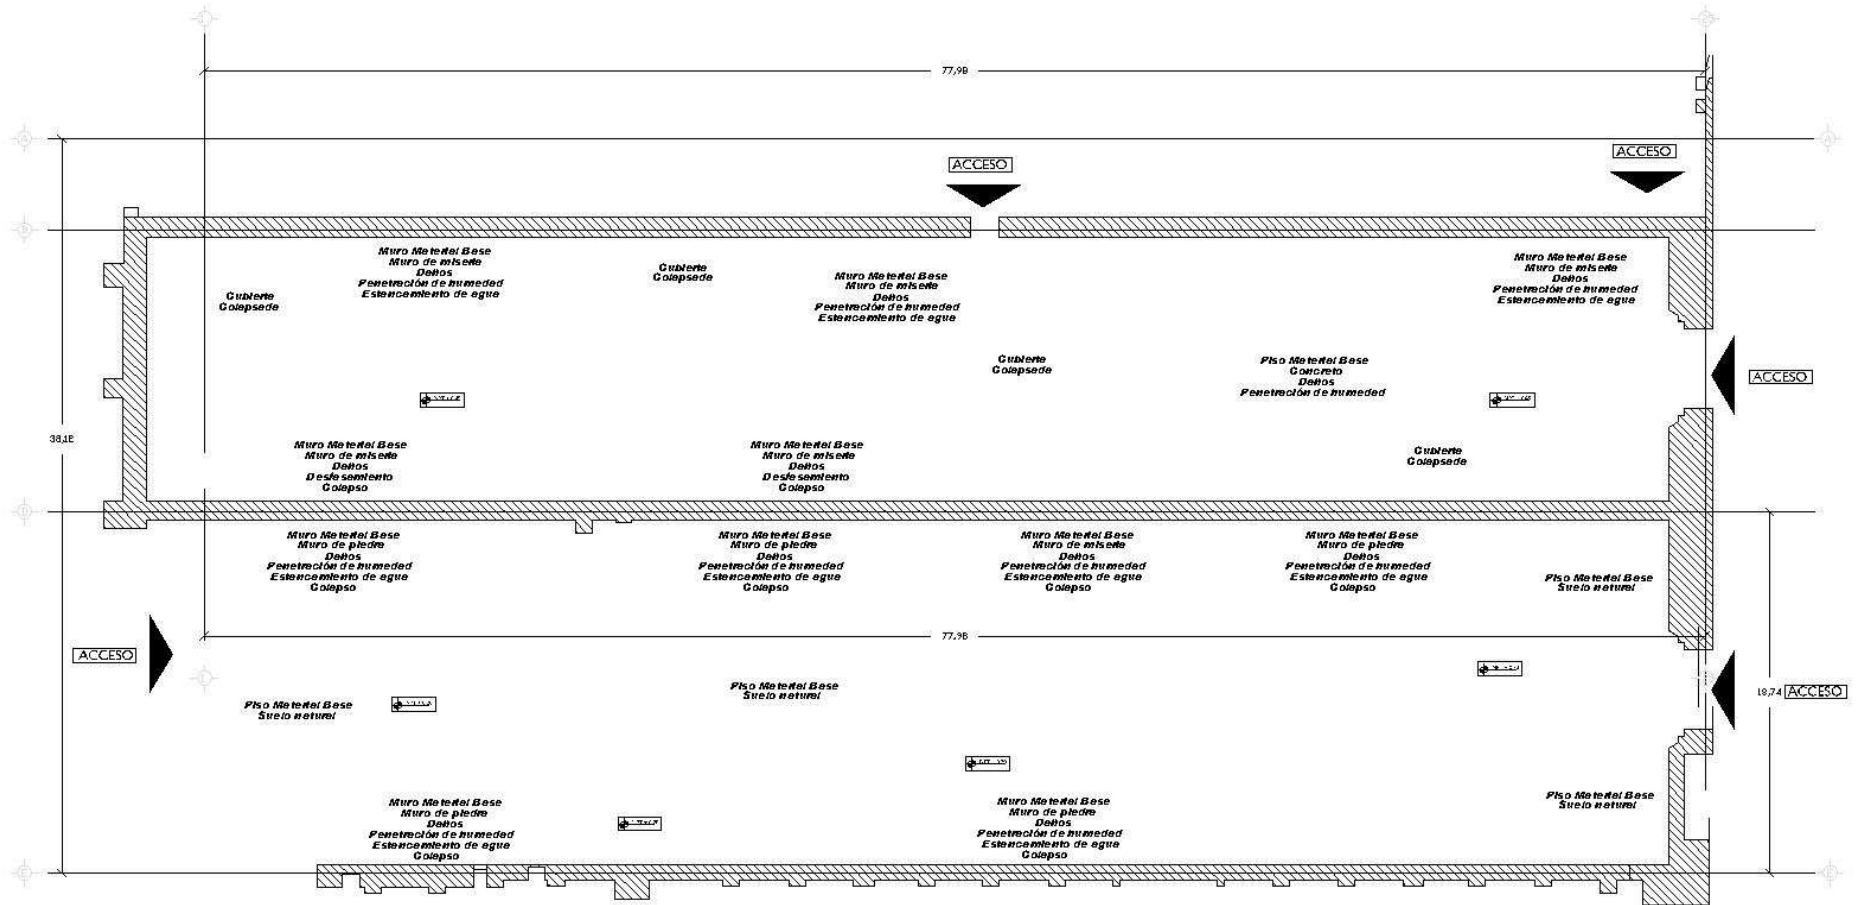 77,98
ACCESO
ACCESO
Muro Material Base
Muro de miseria
Daños
Penetración de humedad
Estancamiento de agua
Cubierta
Colapsada
Cubierta
Colapsada
Muro Material Base
Muro de miseria
Daños
Penetración de humedad
Estancamiento de agua
Muro Material Base
Muro de miseria
Daños
Penetración de humedad
Estancamiento de agua
Cubierta
Colapsada
Piso Material Base
Concreto
Daños
Penetración de humedad
ACCESO
38,18
Muro Material Base
Muro de miseria
Daños
Desfasamiento
Colapso
Muro Material Base
Muro de miseria
Daños
Desfasamiento
Colapso
Cubierta
Colapsada
Muro Material Base
Muro de piedra
Daños
Penetración de humedad
Estancamiento de agua
Colapso
Muro Material Base
Muro de piedra
Daños
Penetración de humedad
Estancamiento de agua
Colapso
Muro Material Base
Muro de miseria
Daños
Penetración de humedad
Estancamiento de agua
Colapso
Muro Material Base
Muro de piedra
Daños
Penetración de humedad
Estancamiento de agua
Colapso
Piso Material Base
Suelo natural
77,98
ACCESO
Piso Material Base
Suelo natural
Piso Material Base
Suelo natural
18,74
ACCESO
Muro Material Base
Muro de piedra
Daños
Penetración de humedad
Estancamiento de agua
Colapso
Muro Material Base
Muro de piedra
Daños
Penetración de humedad
Estancamiento de agua
Colapso
Piso Material Base
Suelo natural